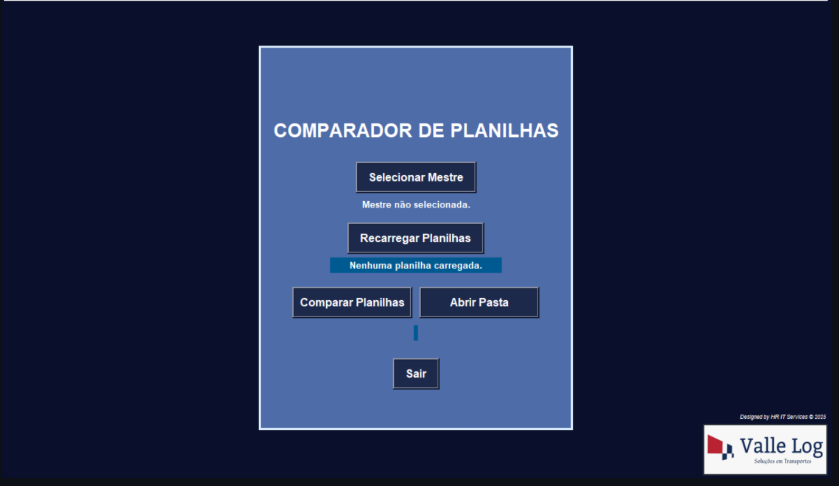 COMPARADOR DE PLANILHAS
Selecionar Mestre
Mestre não selecionada.
Recarregar Planilhas
Nenhuma planilha carregada.
Comparar Planilhas
Abrir Pasta
Sair
Designed by HR IT Services © 2025
Valle Log
Soluções em Transportes